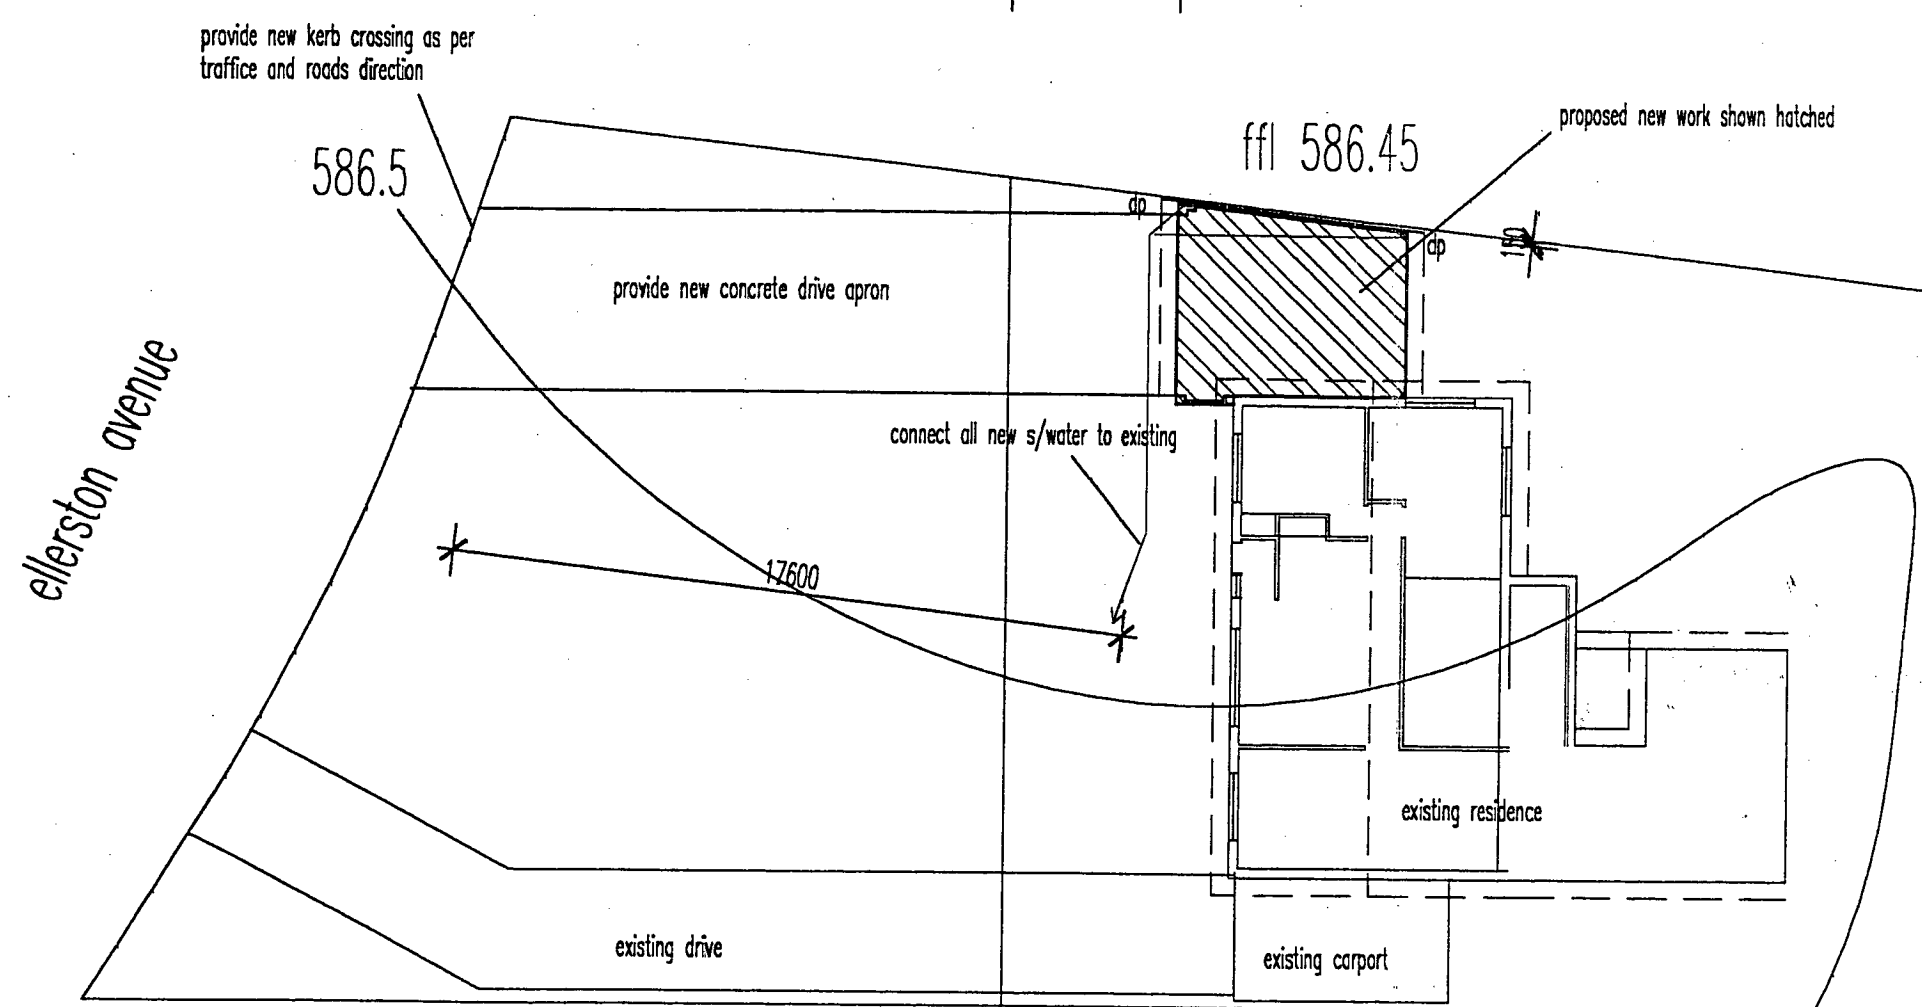 provide new kerb crossing as per
traffice and roads direction
586.5
ffl 586.45
proposed new work shown hatched
dp
dp
150
provide new concrete drive apron
ellerston avenue
connect all new s/water to existing
17600
existing residence
existing drive
existing carport